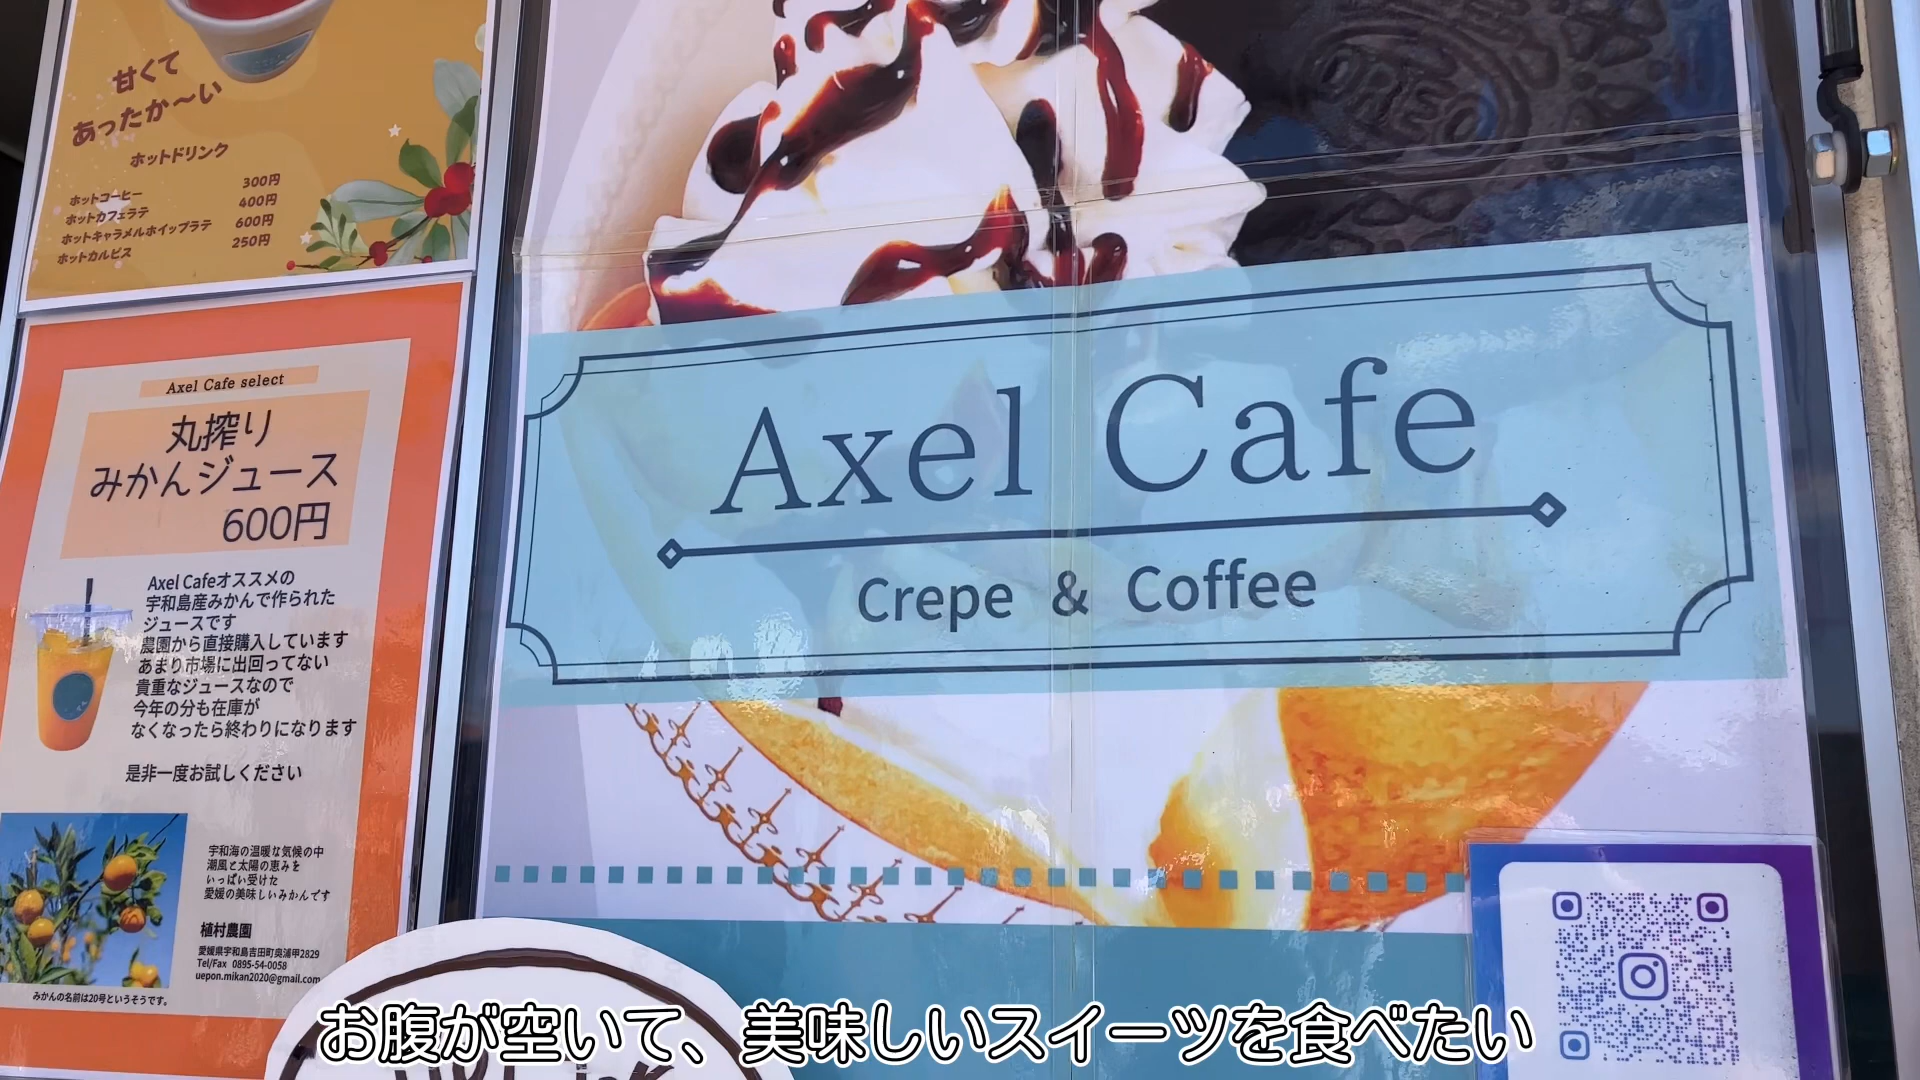 甘くて
あったか〜い
ホットドリンク
ホットコーヒー 300円
ホットカフェラテ 400円
ホットキャラメルホイップラテ 600円
ホットカルピス 250円
Axel Cafe select
丸搾り
みかんジュース
600円
Axel Cafeオススメの
宇和島産みかんで作られた
ジュースです
農園から直接購入しています
あまり市場に出回ってない
貴重なジュースなので
今年の分も在庫が
なくなったら終わりになります
是非一度お試しください
宇和海の温暖な気候の中
潮風と太陽の恵みを
いっぱい受けた
愛媛の美味しいみかんです
植村農園
愛媛県宇和島吉田町奥浦甲2829
Tel/Fax 0895-54-0058
uepon.mikan2020@gmail.com
みかんの名前は20号というそうです。
OREO
Axel Cafe
Crepe & Coffee
お腹が空いて、美味しいスイーツを食べたい